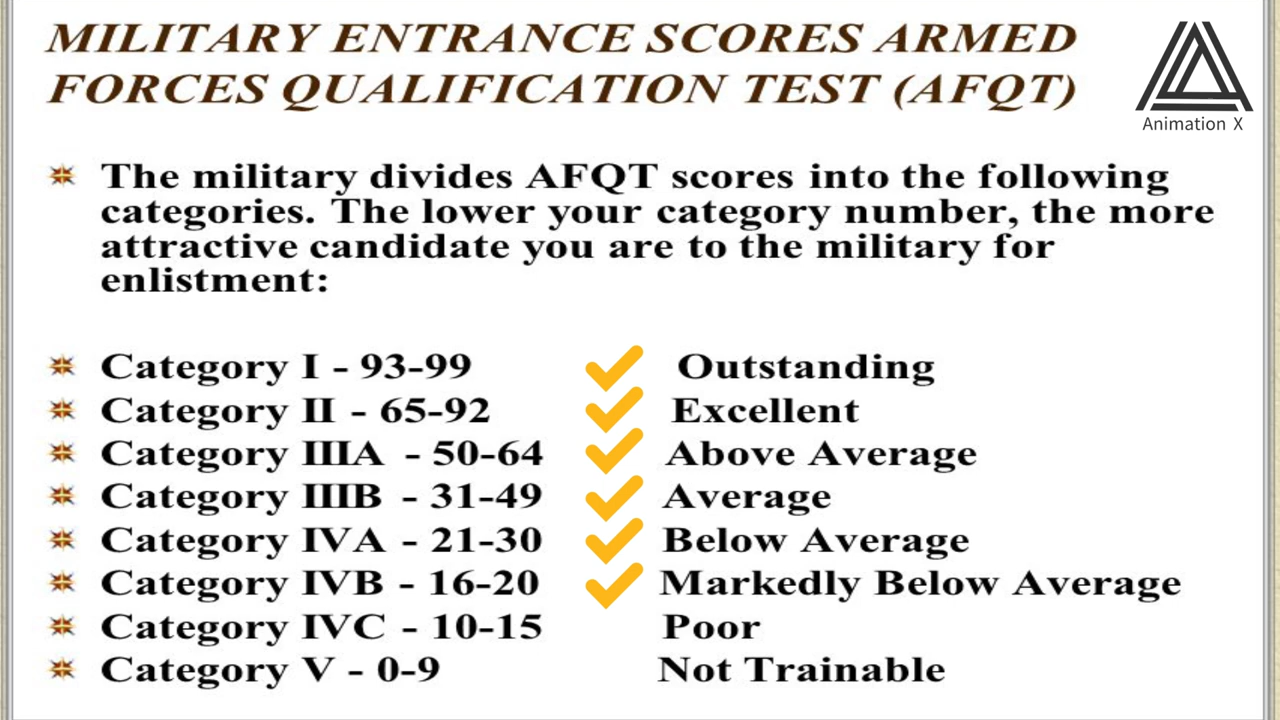 MILITARY ENTRANCE SCORES ARMED
FORCES QUALIFICATION TEST (AFQT)
Animation X
The military divides AFQT scores into the following
categories. The lower your category number, the more
attractive candidate you are to the military for
enlistment:
Category I - 93-99 Outstanding
Category II - 65-92 Excellent
Category IIIA - 50-64 Above Average
Category IIIB - 31-49 Average
Category IVA - 21-30 Below Average
Category IVB - 16-20 Markedly Below Average
Category IVC - 10-15 Poor
Category V - 0-9 Not Trainable